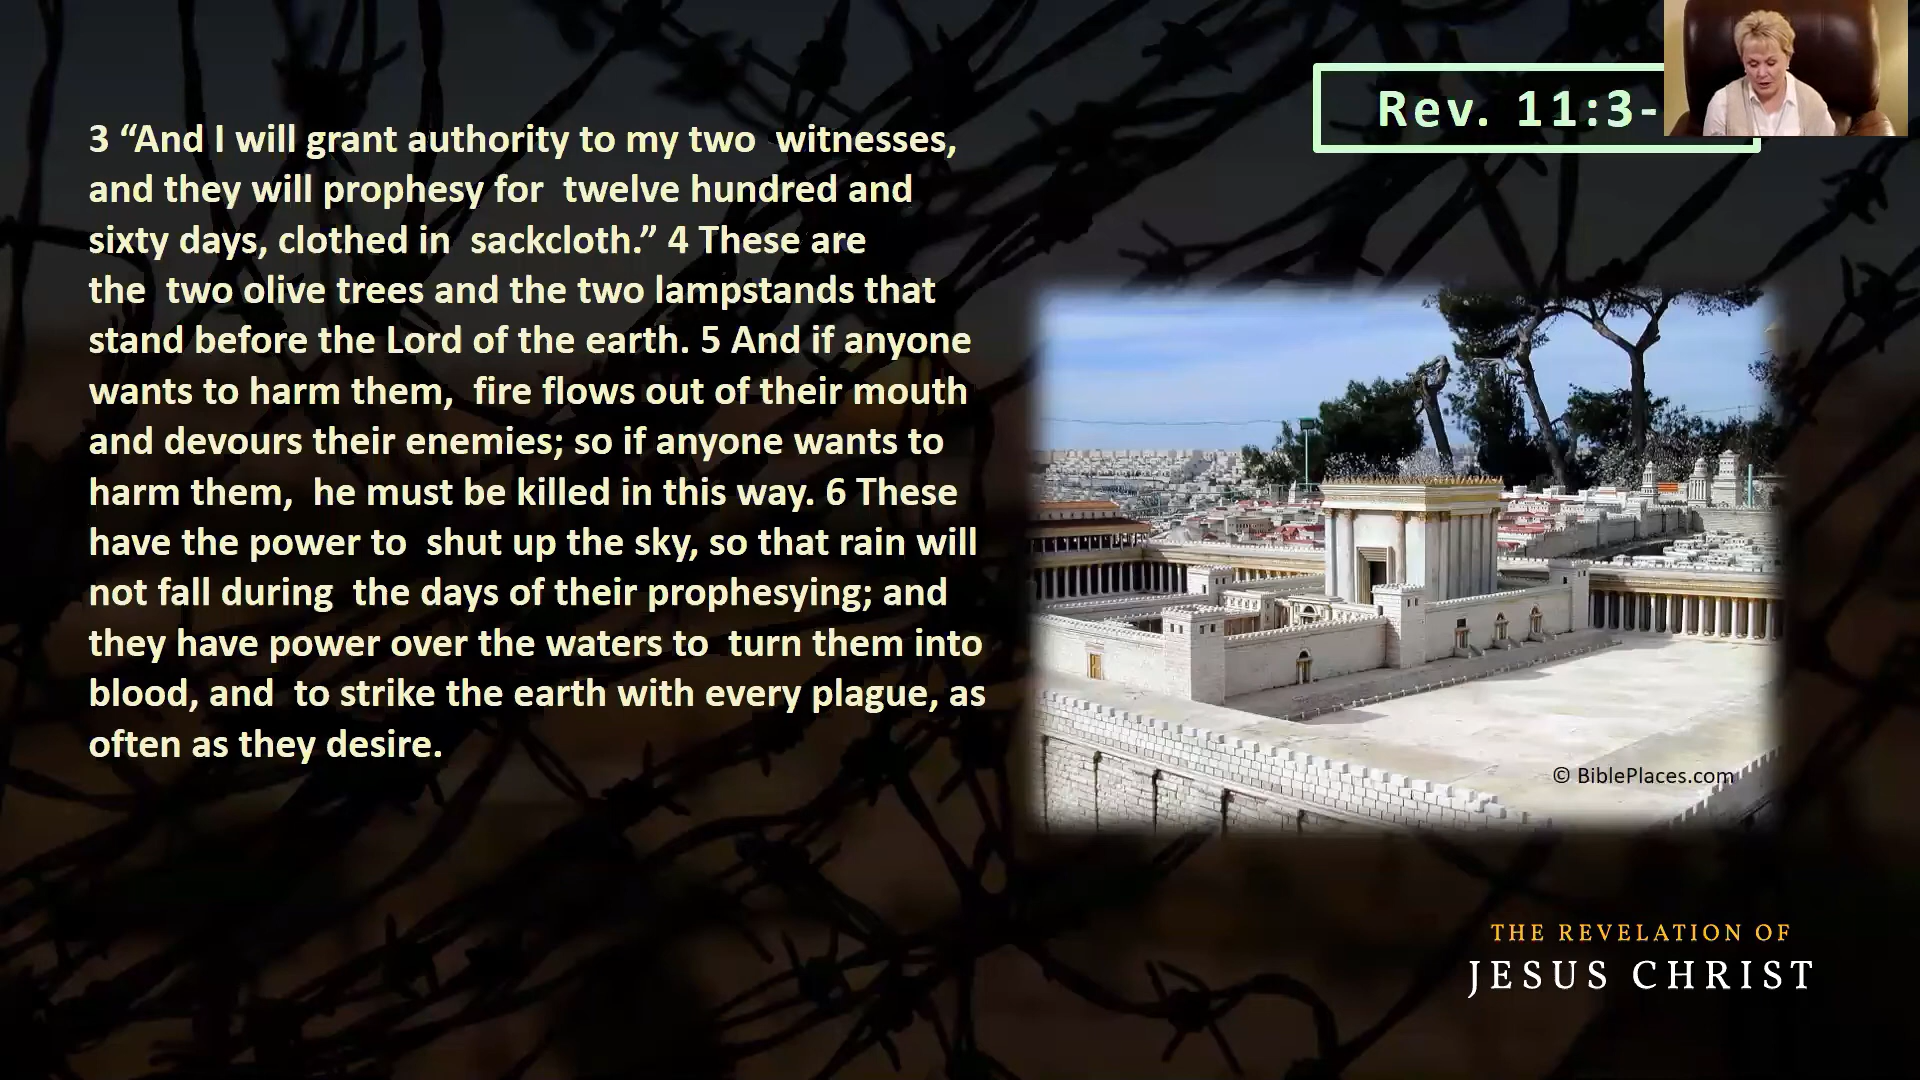 Rev. 11:3-
3 “And I will grant authority to my two witnesses,
and they will prophesy for twelve hundred and
sixty days, clothed in sackcloth.” 4 These are
the two olive trees and the two lampstands that
stand before the Lord of the earth. 5 And if anyone
wants to harm them, fire flows out of their mouth
and devours their enemies; so if anyone wants to
harm them, he must be killed in this way. 6 These
have the power to shut up the sky, so that rain will
not fall during the days of their prophesying; and
they have power over the waters to turn them into
blood, and to strike the earth with every plague, as
often as they desire.
© BiblePlaces.com
THE REVELATION OF
JESUS CHRIST